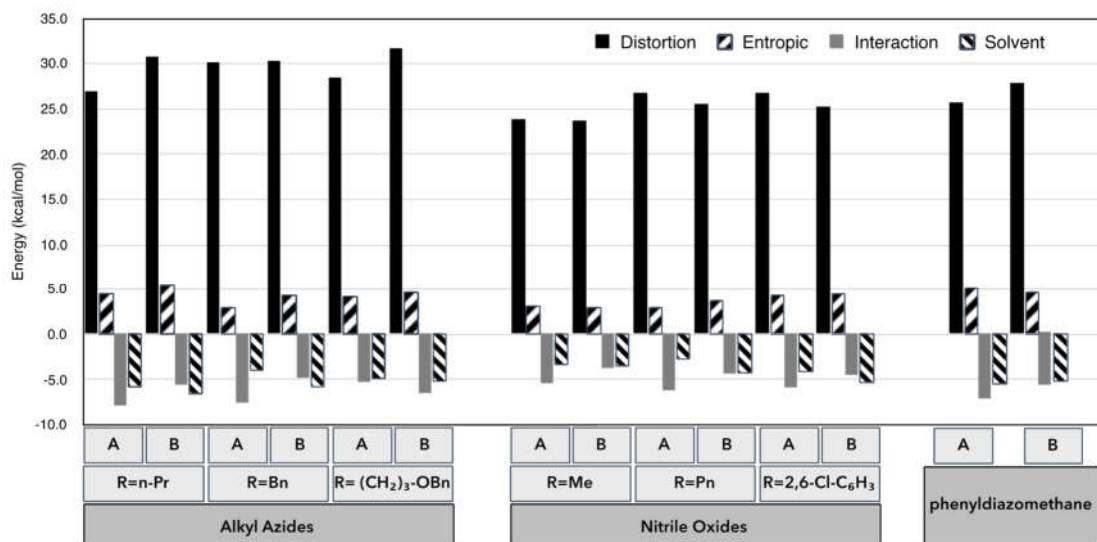 35.0
Distortion Entropic Interaction Solvent
30.0
25.0
20.0
15.0
10.0
5.0
0.0
-5.0
-10.0
Energy (kcal/mol)
A B A B A B A B A B A B A B
R=n-Pr R=Bn R= (CH₂)₃-OBn R=Me R=Pn R=2,6-Cl-C₆H₃
Alkyl Azides Nitrile Oxides phenyldiazomethane